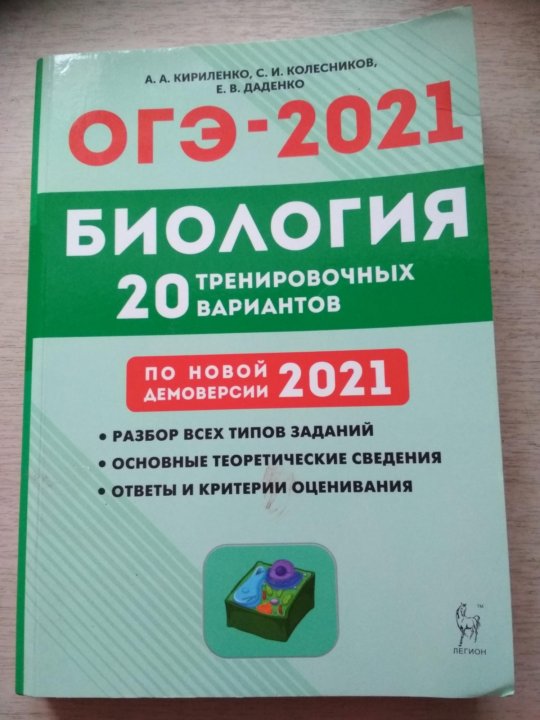 А. А. КИРИЛЕНКО, С. И. КОЛЕСНИКОВ,
Е. В. ДАДЕНКО
ОГЭ-2021
БИОЛОГИЯ
20 ТРЕНИРОВОЧНЫХ
ВАРИАНТОВ
ПО НОВОЙ
ДЕМОВЕРСИИ 2021
• РАЗБОР ВСЕХ ТИПОВ ЗАДАНИЙ
• ОСНОВНЫЕ ТЕОРЕТИЧЕСКИЕ СВЕДЕНИЯ
• ОТВЕТЫ И КРИТЕРИИ ОЦЕНИВАНИЯ
™
ЛЕГИОН